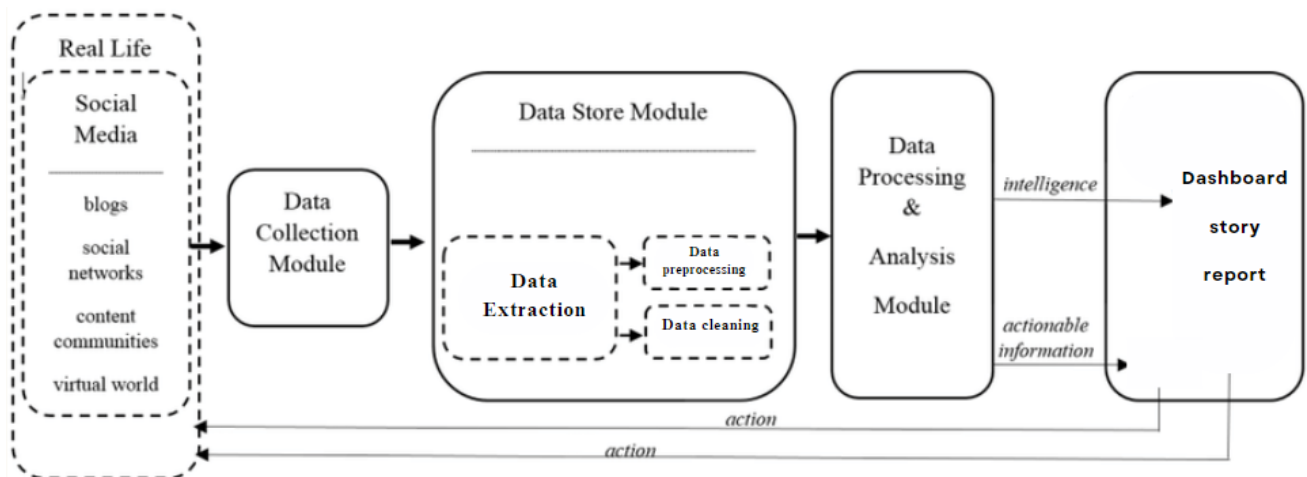 Real Life
Social
Media
blogs
social
networks
content
communities
virtual world
Data
Collection
Module
Data Store Module
Data
Extraction
Data
preprocessing
Data cleaning
Data
Processing
&
Analysis
Module
intelligence
actionable
information
Dashboard
story
report
action
action